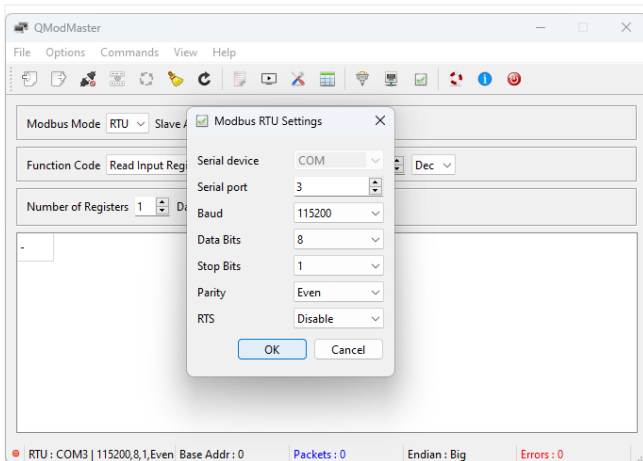 QModMaster
File Options Commands View Help
Modbus RTU Settings
Modbus Mode RTU Slave A
Function Code Read Input Regi Dec
Number of Registers 1 Da
Serial device COM
Serial port 3
Baud 115200
Data Bits 8
Stop Bits 1
Parity Even
RTS Disable
OK Cancel
-
RTU : COM3 | 115200,8,1,Even Base Addr : 0 Packets : 0 Endian : Big Errors : 0